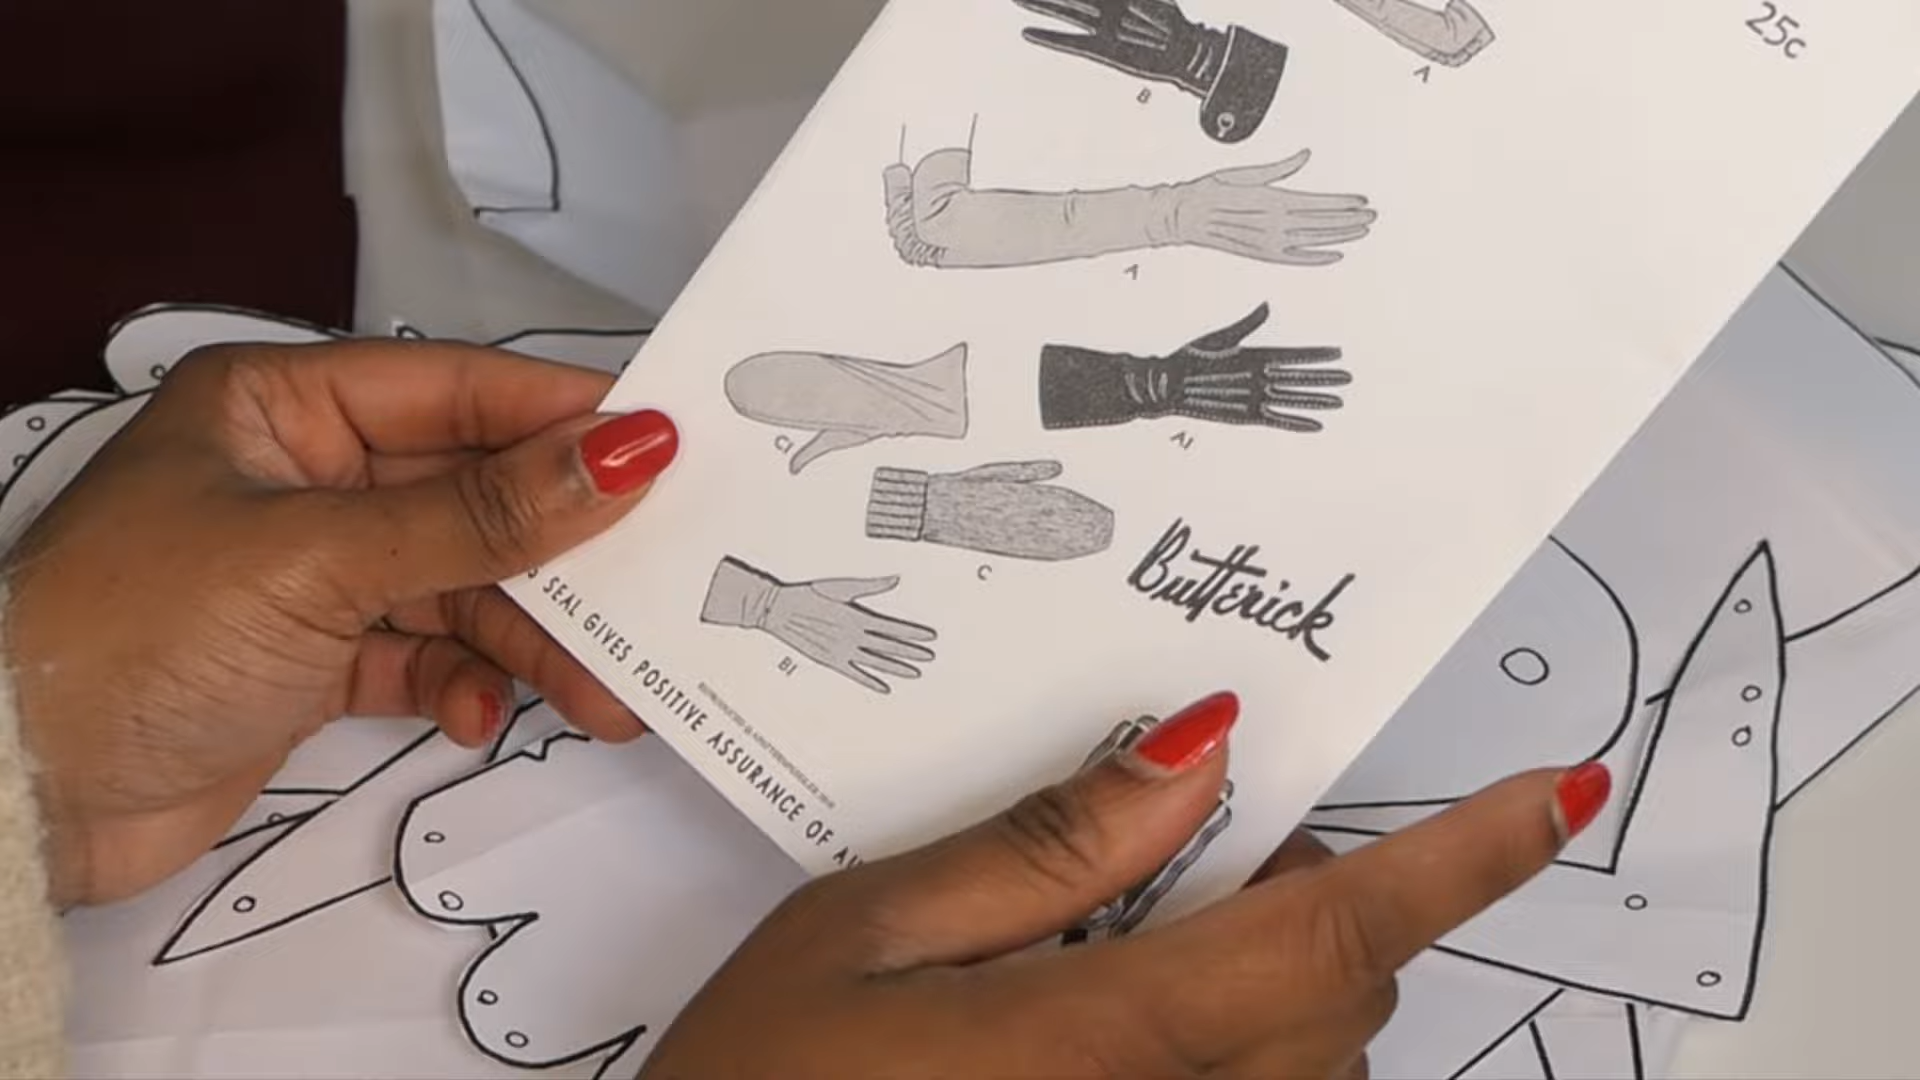 25c
A
B
A
C1
A1
C
Butterick
B1
SEAL GIVES POSITIVE ASSURANCE OF